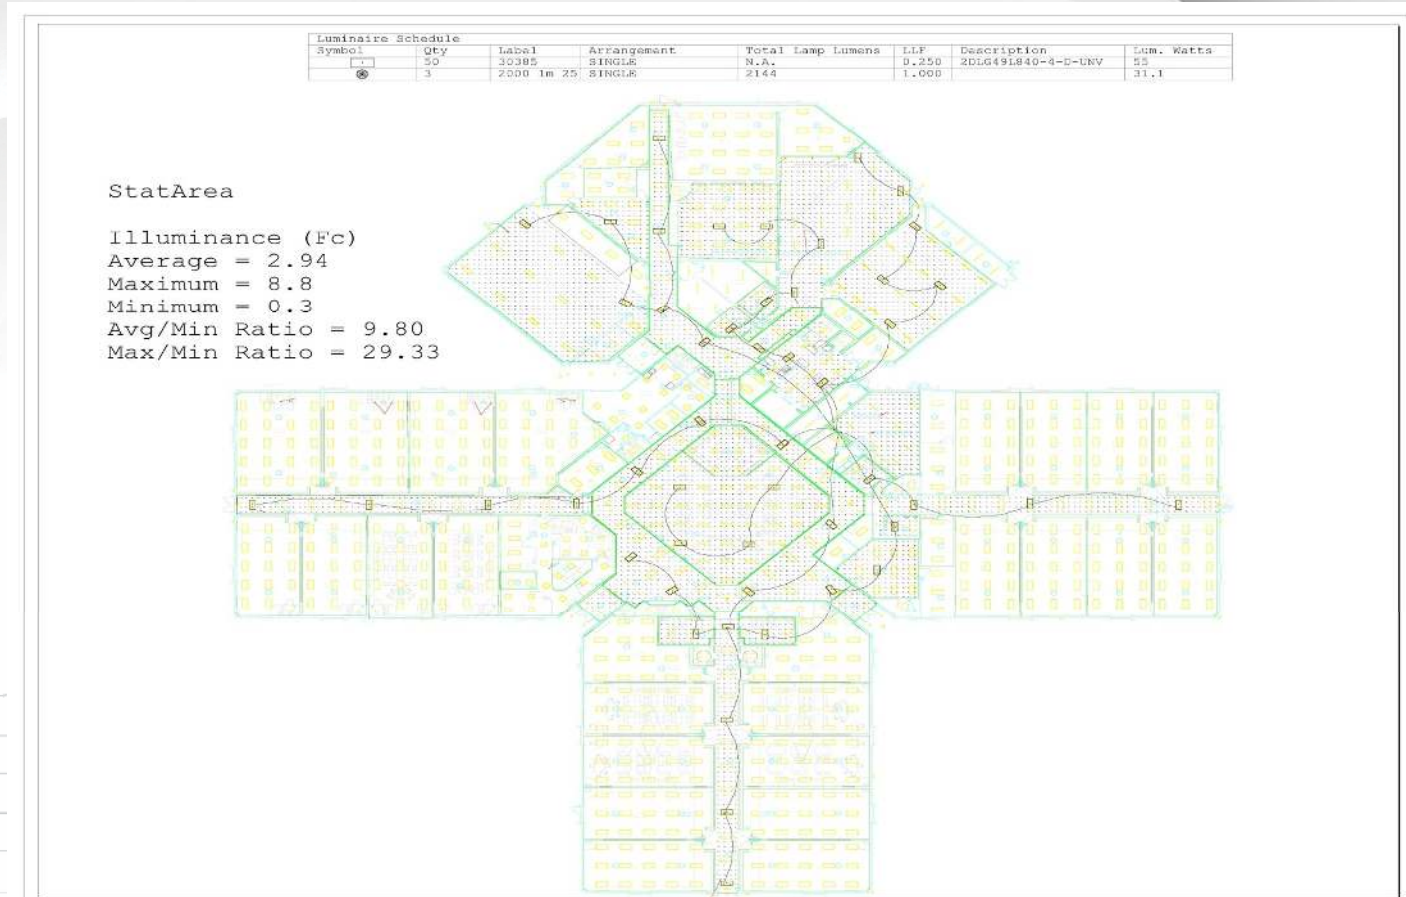 Luminaire Schedule
Symbol Qty Label Arrangement Total Lamp Lumens LLF Description Lum. Watts
50 30385 SINGLE N.A. 0.250 2DLG49L840-4-D-UNV 55
3 2000 lm 25 SINGLE 2144 1.000 31.1
StatArea
Illuminance (Fc)
Average = 2.94
Maximum = 8.8
Minimum = 0.3
Avg/Min Ratio = 9.80
Max/Min Ratio = 29.33